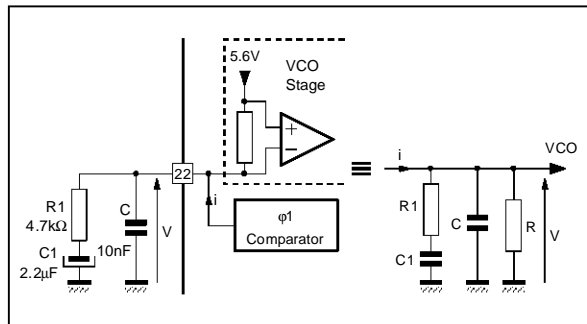 5.6V
VCO
Stage
+
−
22
i
φ1
Comparator
R1
4.7kΩ
C
V
C1
10nF
2.2μF
≡
i
VCO
R1
C
R
V
C1